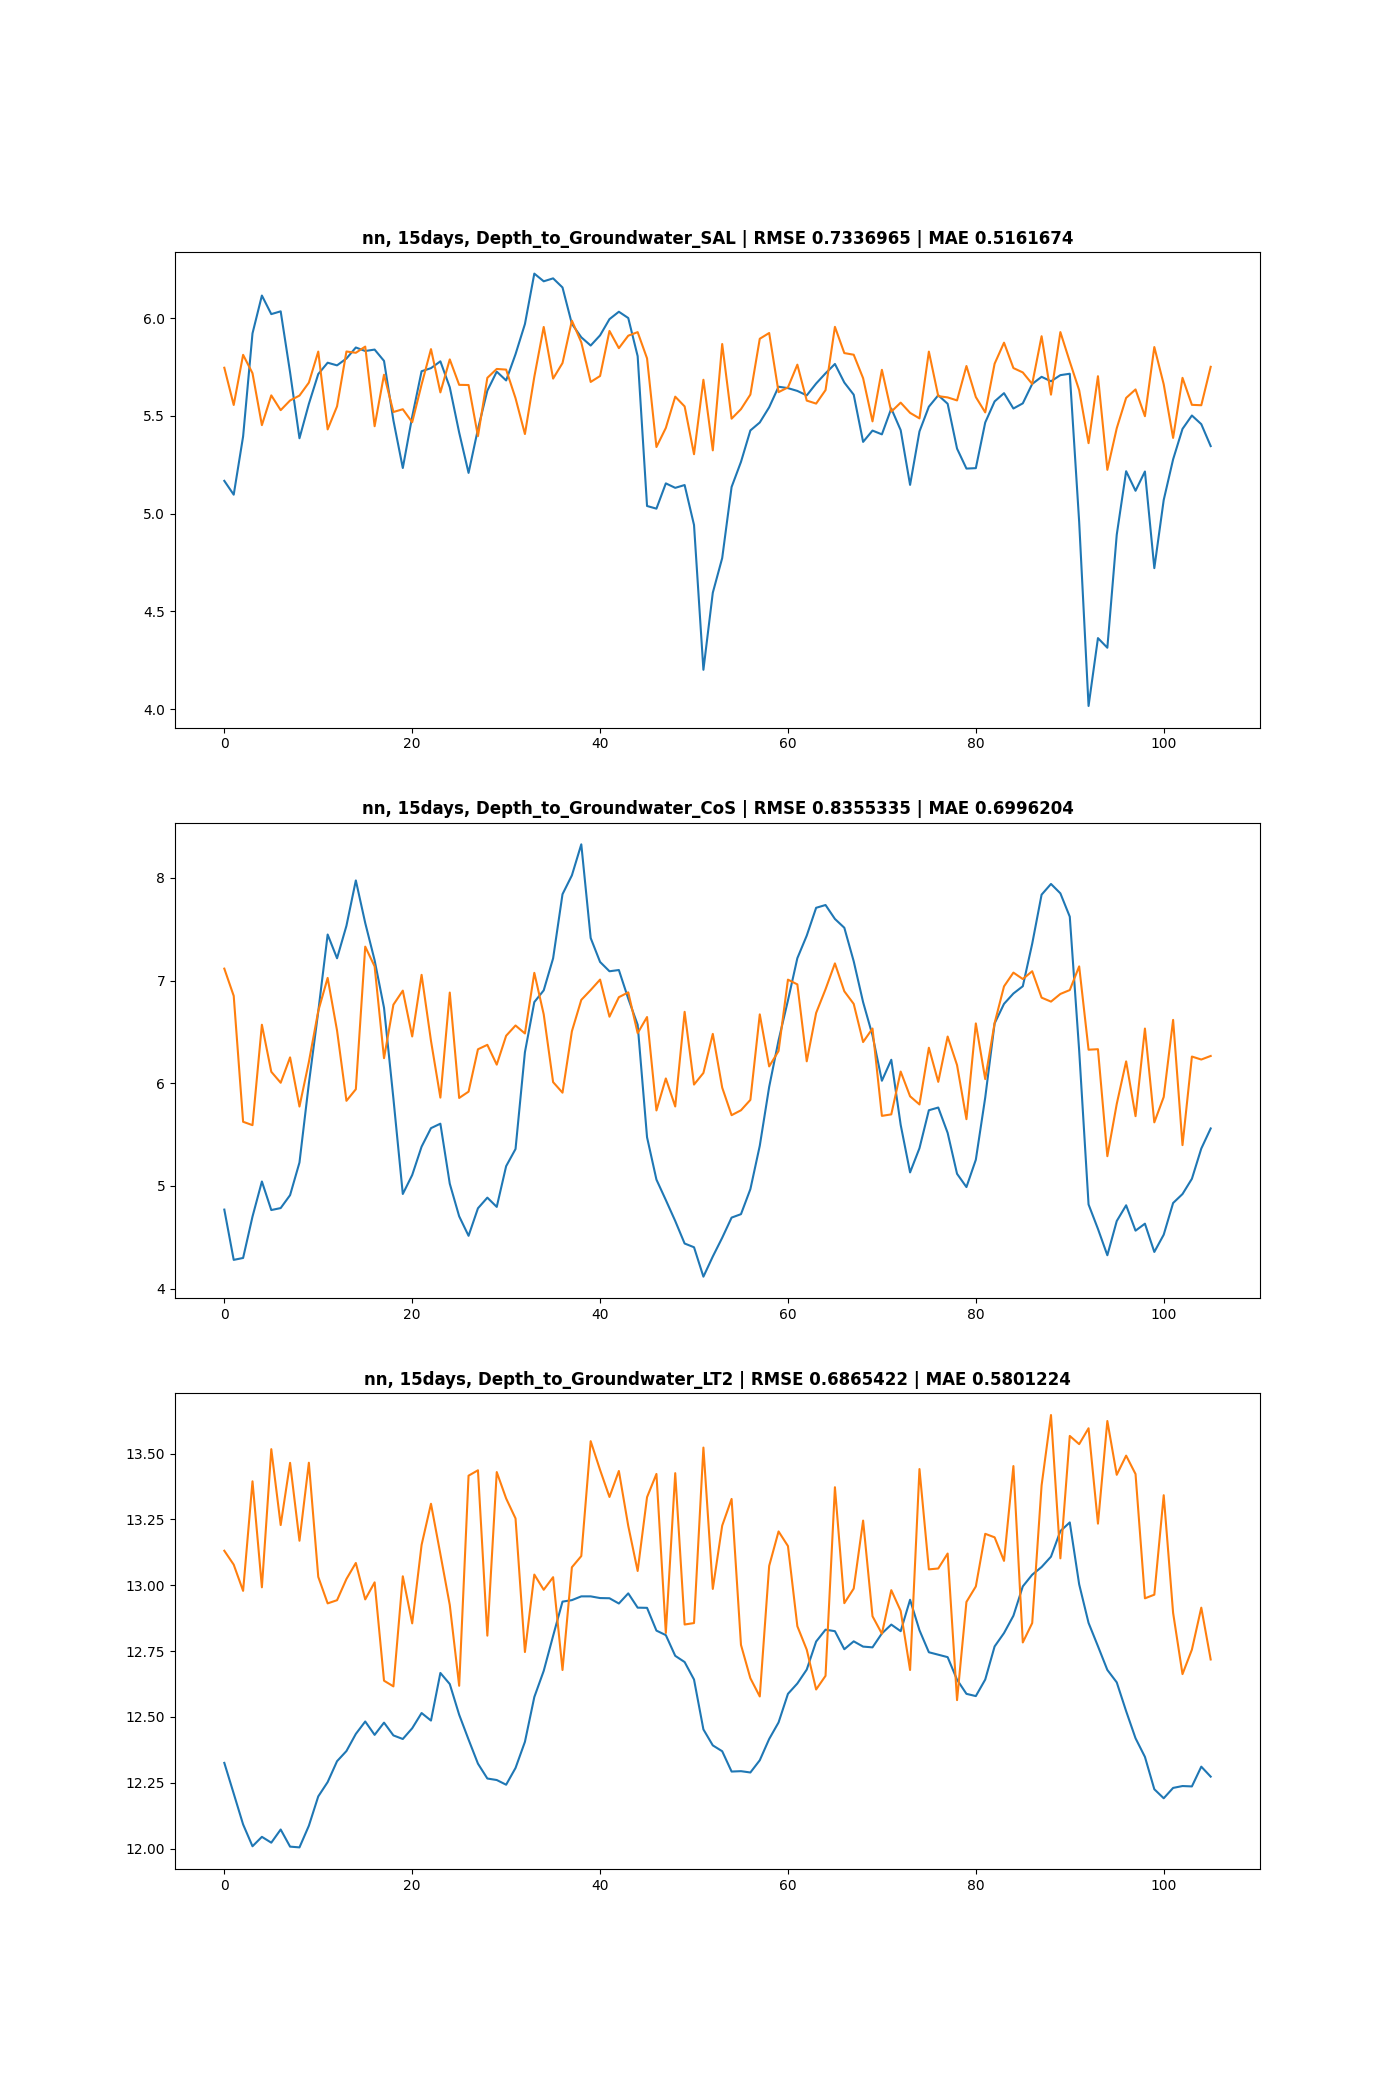 nn, 15days, Depth_to_Groundwater_SAL | RMSE 0.7336965 | MAE 0.5161674
6.0
5.5
5.0
4.5
4.0
0 20 40 60 80 100
nn, 15days, Depth_to_Groundwater_CoS | RMSE 0.8355335 | MAE 0.6996204
8
7
6
5
4
0 20 40 60 80 100
nn, 15days, Depth_to_Groundwater_LT2 | RMSE 0.6865422 | MAE 0.5801224
13.50
13.25
13.00
12.75
12.50
12.25
12.00
0 20 40 60 80 100